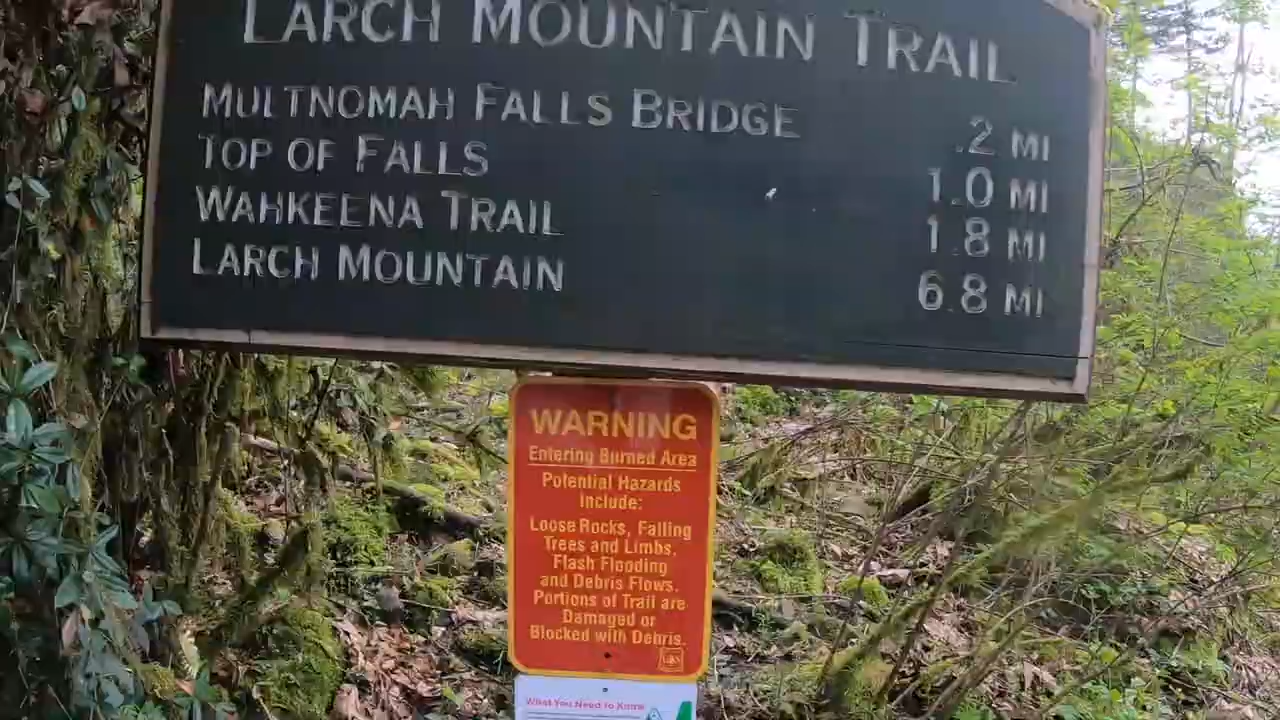 LARCH MOUNTAIN TRAIL
MULTNOMAH FALLS BRIDGE .2 MI
TOP OF FALLS 1.0 MI
WAHKEENA TRAIL 1.8 MI
LARCH MOUNTAIN 6.8 MI
WARNING
Entering Burned Area
Potential Hazards
Include:
Loose Rocks, Falling
Trees and Limbs,
Flash Flooding
and Debris Flows.
Portions of Trail are
Damaged or
Blocked with Debris.
What You Need To Know